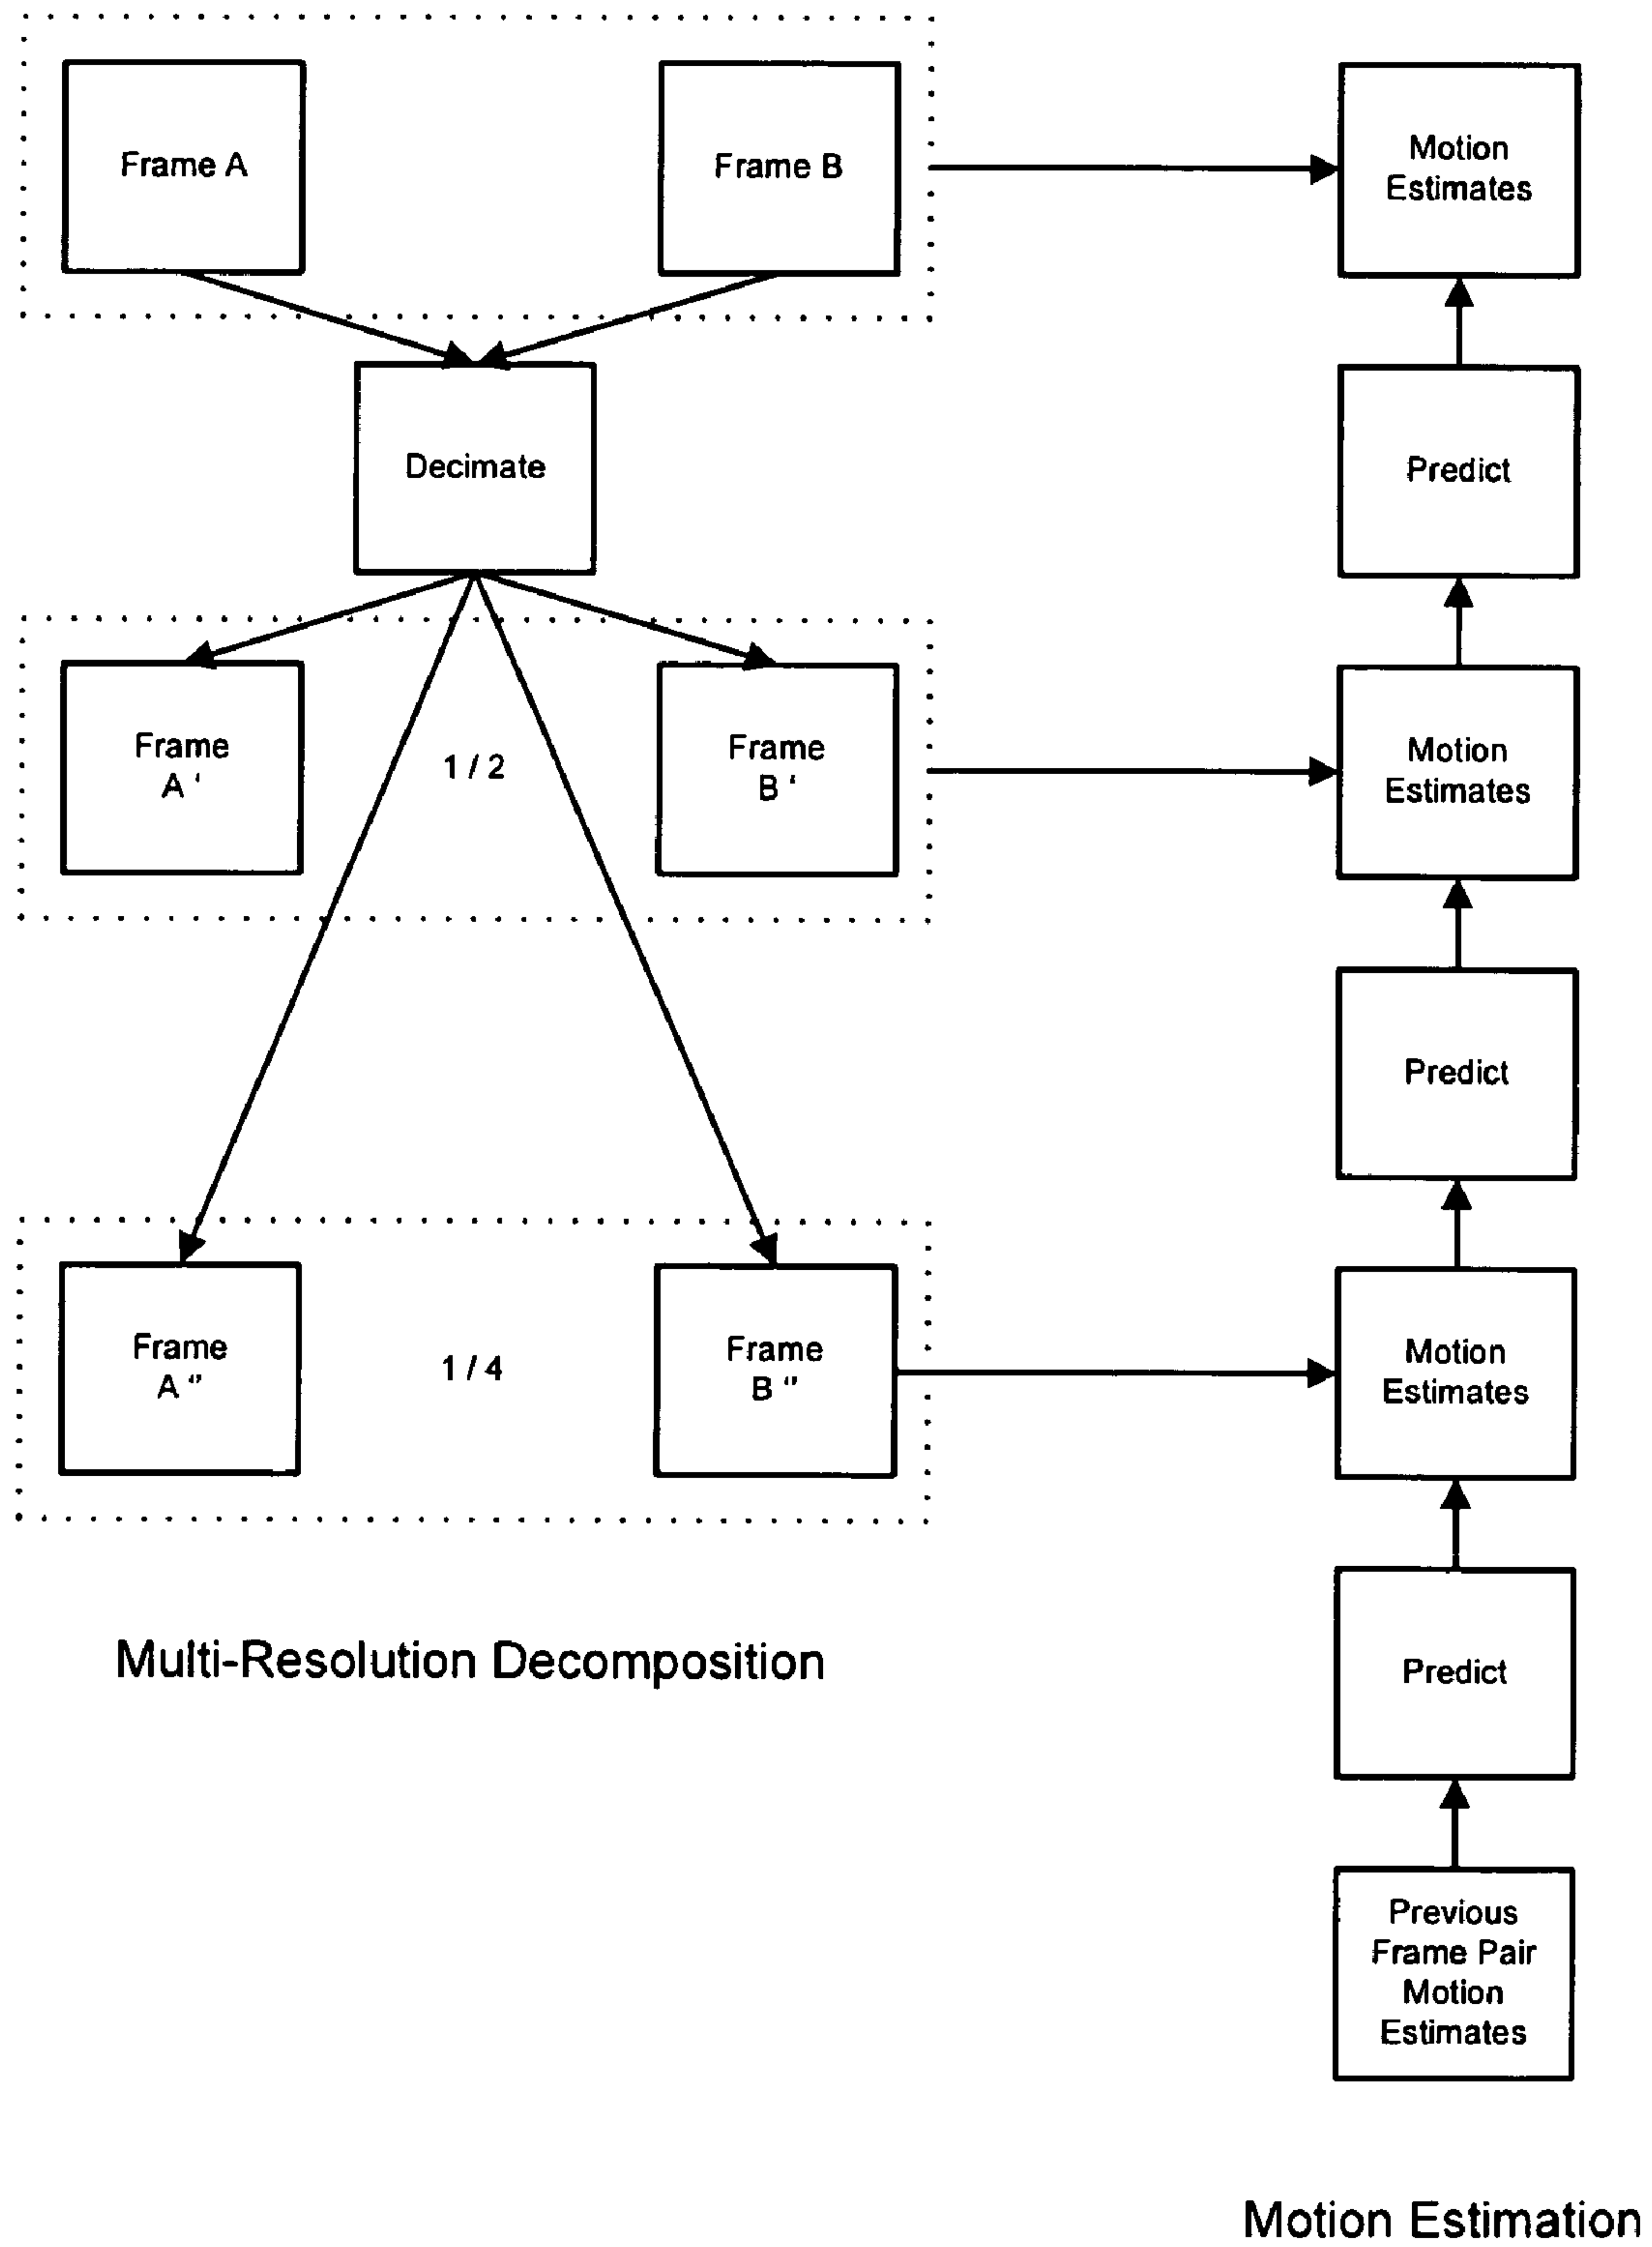 Frame A
Frame B
Motion
Estimates
Decimate
Predict
Frame
A '
1 / 2
Frame
B '
Motion
Estimates
Predict
Frame
A "
1 / 4
Frame
B "
Motion
Estimates
Multi-Resolution Decomposition
Predict
Previous
Frame Pair
Motion
Estimates
Motion Estimation